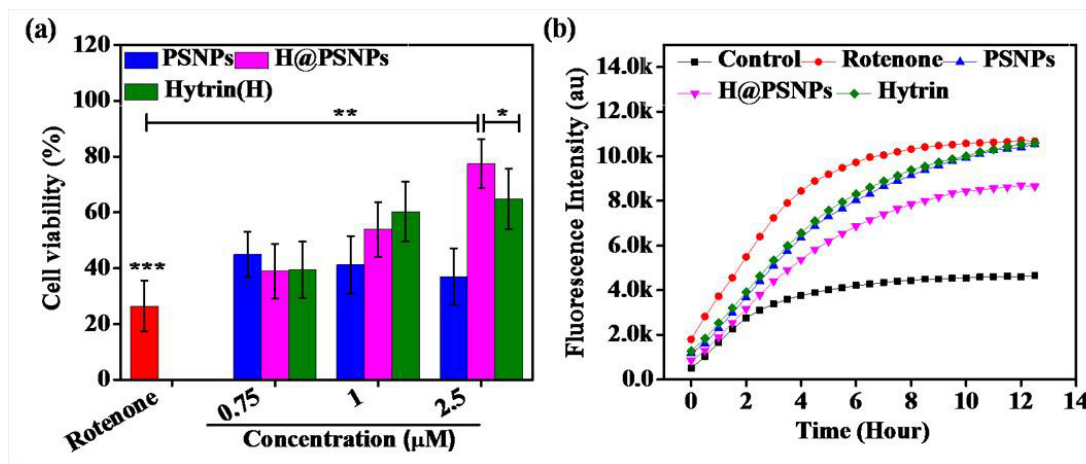 (a)
PSNPs H@PSNPs
Hytrin(H)
Cell viability (%)
120
100
80
60
40
20
0
***
**
*
Rotenone
0.75
1
2.5
Concentration (μM)
(b)
Control Rotenone PSNPs
H@PSNPs Hytrin
Fluorescence Intensity (au)
14.0k
12.0k
10.0k
8.0k
6.0k
4.0k
2.0k
0.0
0 2 4 6 8 10 12 14
Time (Hour)